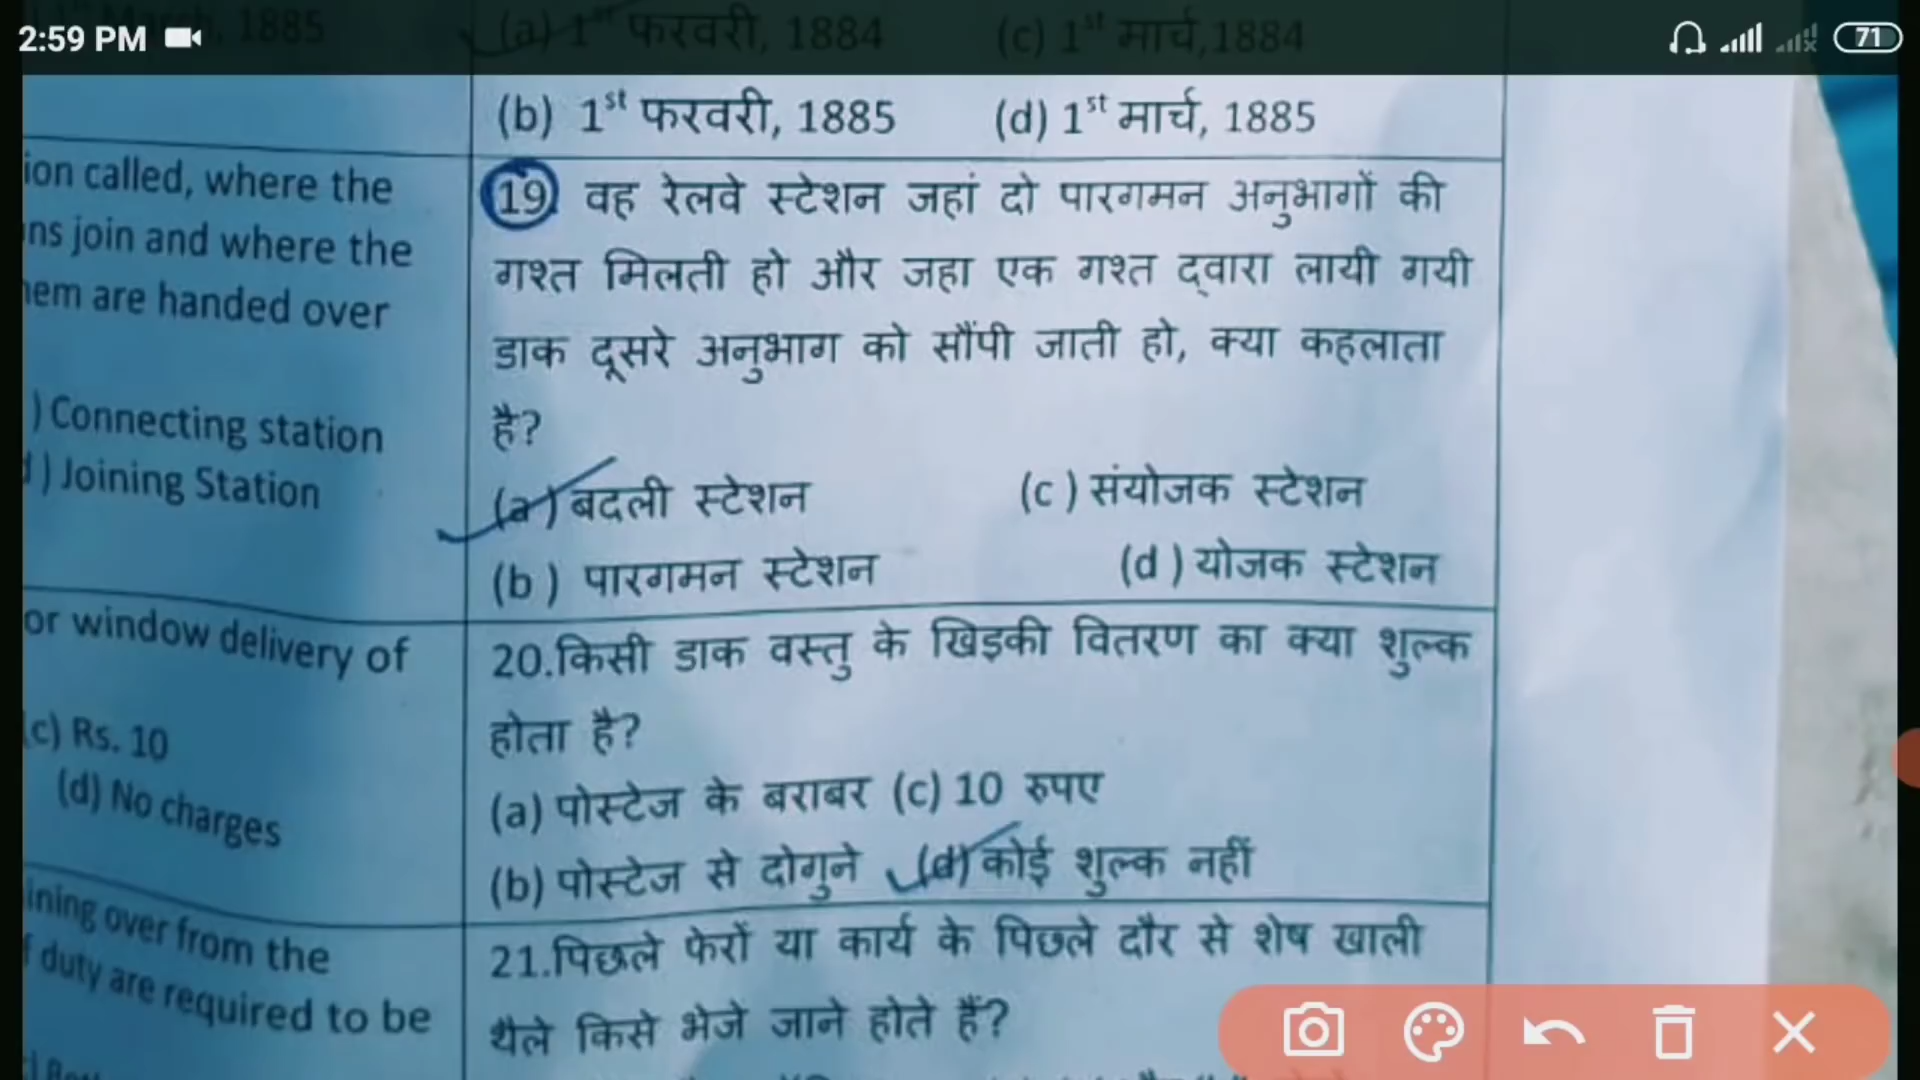 2:59 PM
71
March, 1885
(a) 1st फरवरी, 1884 (c) 1st मार्च,1884
(b) 1st फरवरी, 1885 (d) 1st मार्च, 1885
ion called, where the
ns join and where the
em are handed over
) Connecting station
) Joining Station
19. वह रेलवे स्टेशन जहां दो पारगमन अनुभागों की
गश्त मिलती हो और जहा एक गश्त द्वारा लायी गयी
डाक दूसरे अनुभाग को सौंपी जाती हो, क्या कहलाता
है?
(a ) बदली स्टेशन (c ) संयोजक स्टेशन
(b ) पारगमन स्टेशन (d ) योजक स्टेशन
or window delivery of
c) Rs. 10
(d) No charges
20.किसी डाक वस्तु के खिड़की वितरण का क्या शुल्क
होता है?
(a) पोस्टेज के बराबर (c) 10 रुपए
(b) पोस्टेज से दोगुने (d) कोई शुल्क नहीं
ining over from the
f duty are required to be
21.पिछले फेरों या कार्य के पिछले दौर से शेष खाली
थैले किसे भेजे जाने होते हैं?